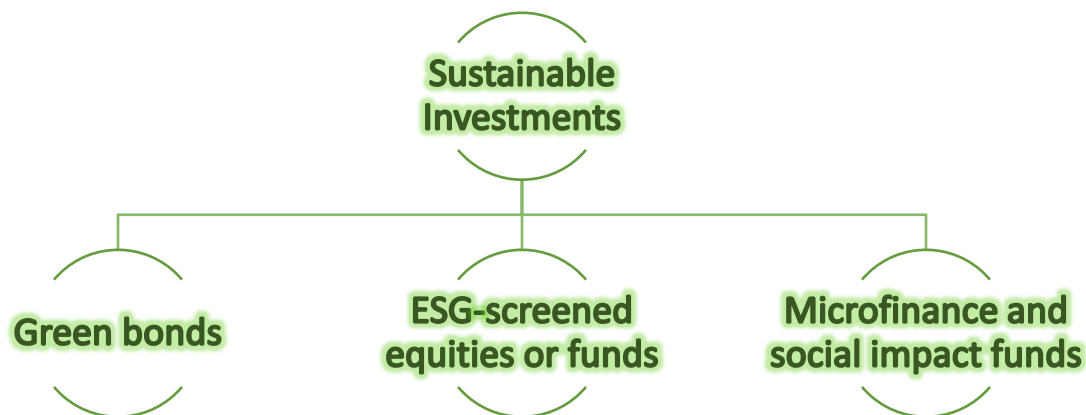 Sustainable
Investments
Green bonds
ESG-screened
equities or funds
Microfinance and
social impact funds